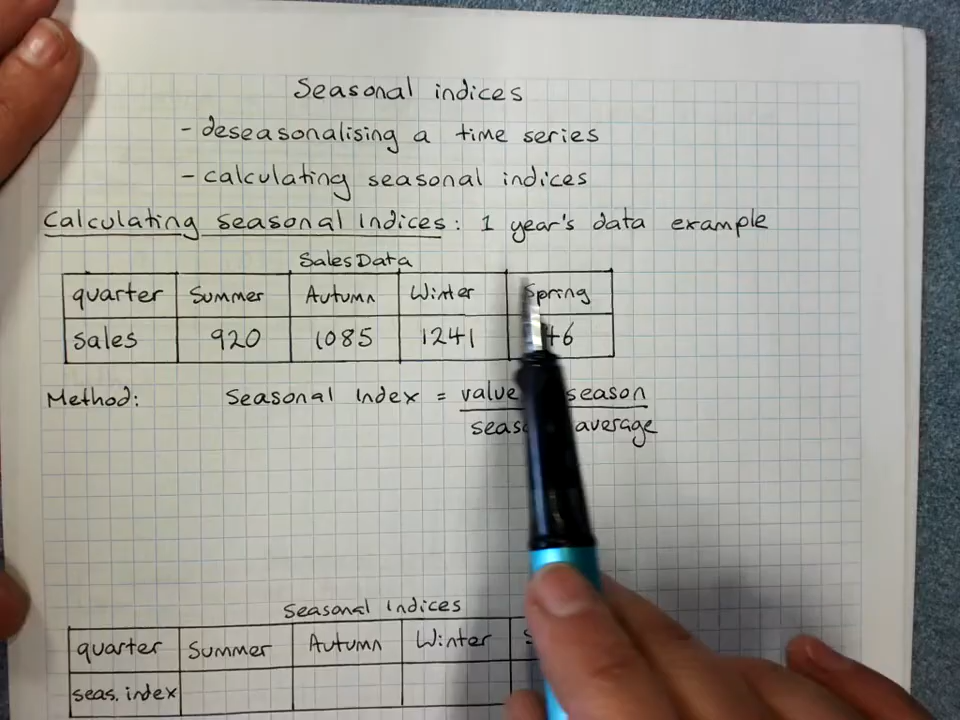 Seasonal indices
- deseasonalising a time series
- calculating seasonal indices
Calculating seasonal Indices: 1 year's data example
Sales Data
quarter Summer Autumn Winter Spring
sales 920 1085 1241
Method: Seasonal Index = value season
average
Seasonal Indices
quarter Summer Autumn Winter
seas. index